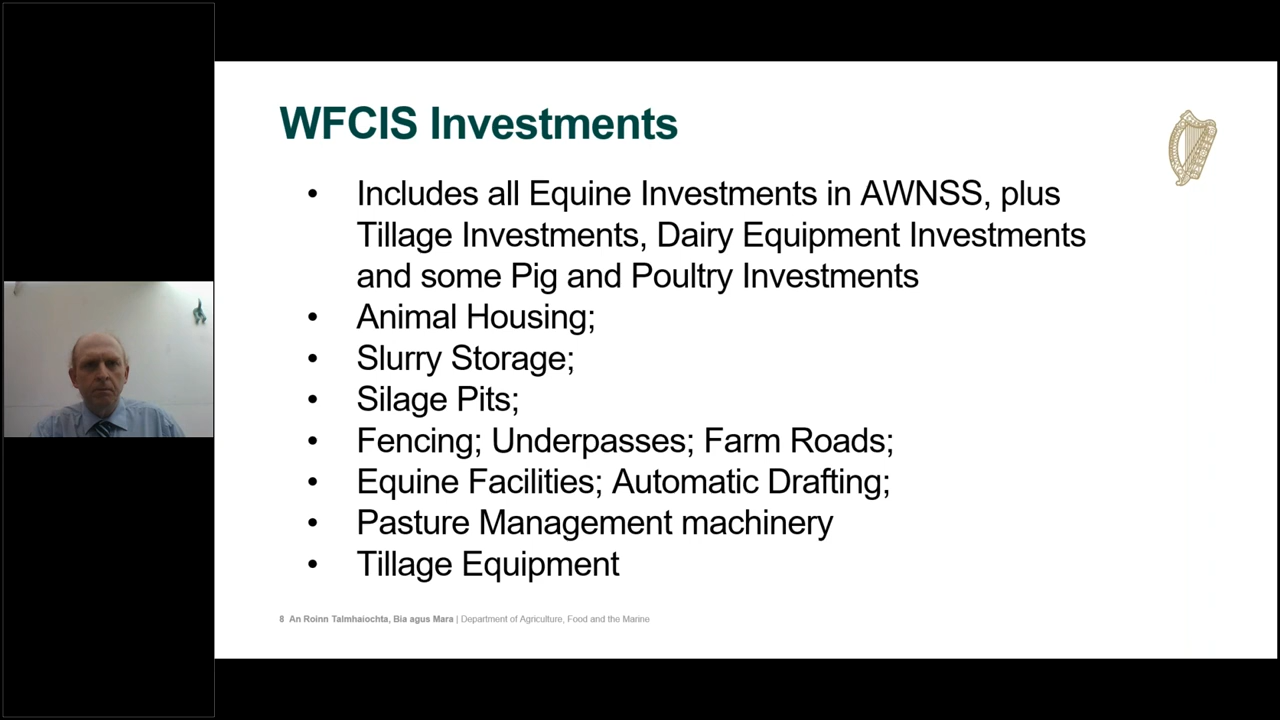 WFCIS Investments
• Includes all Equine Investments in AWNSS, plus
Tillage Investments, Dairy Equipment Investments
and some Pig and Poultry Investments
• Animal Housing;
• Slurry Storage;
• Silage Pits;
• Fencing; Underpasses; Farm Roads;
• Equine Facilities; Automatic Drafting;
• Pasture Management machinery
• Tillage Equipment
8 An Roinn Talmhaíochta, Bia agus Mara | Department of Agriculture, Food and the Marine